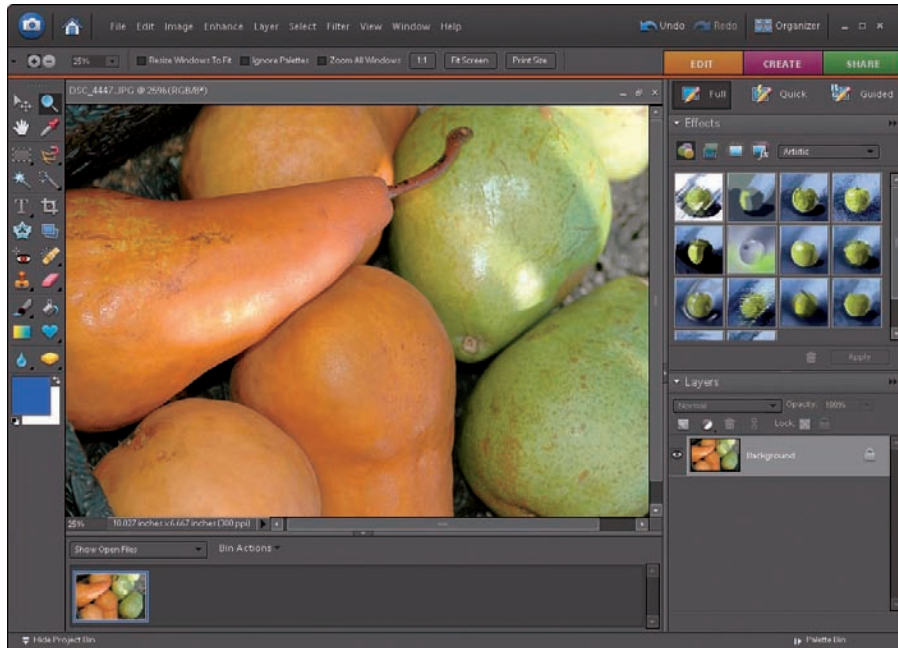 File Edit Image Enhance Layer Select Filter View Window Help
Undo Redo Organizer
25% Resize Windows To Fit Ignore Palettes Zoom All Windows 1:1 Fit Screen Print Size
EDIT CREATE SHARE
DSC_4447.JPG @ 25% (RGB/8*)
Full Quick Guided
Effects
Artistic
Apply
Layers
Normal Opacity: 100%
Lock:
Background
25% 10.027 inches x 6.667 inches (300 ppi)
Show Open Files Bin Actions
Hide Project Bin Palette Bin